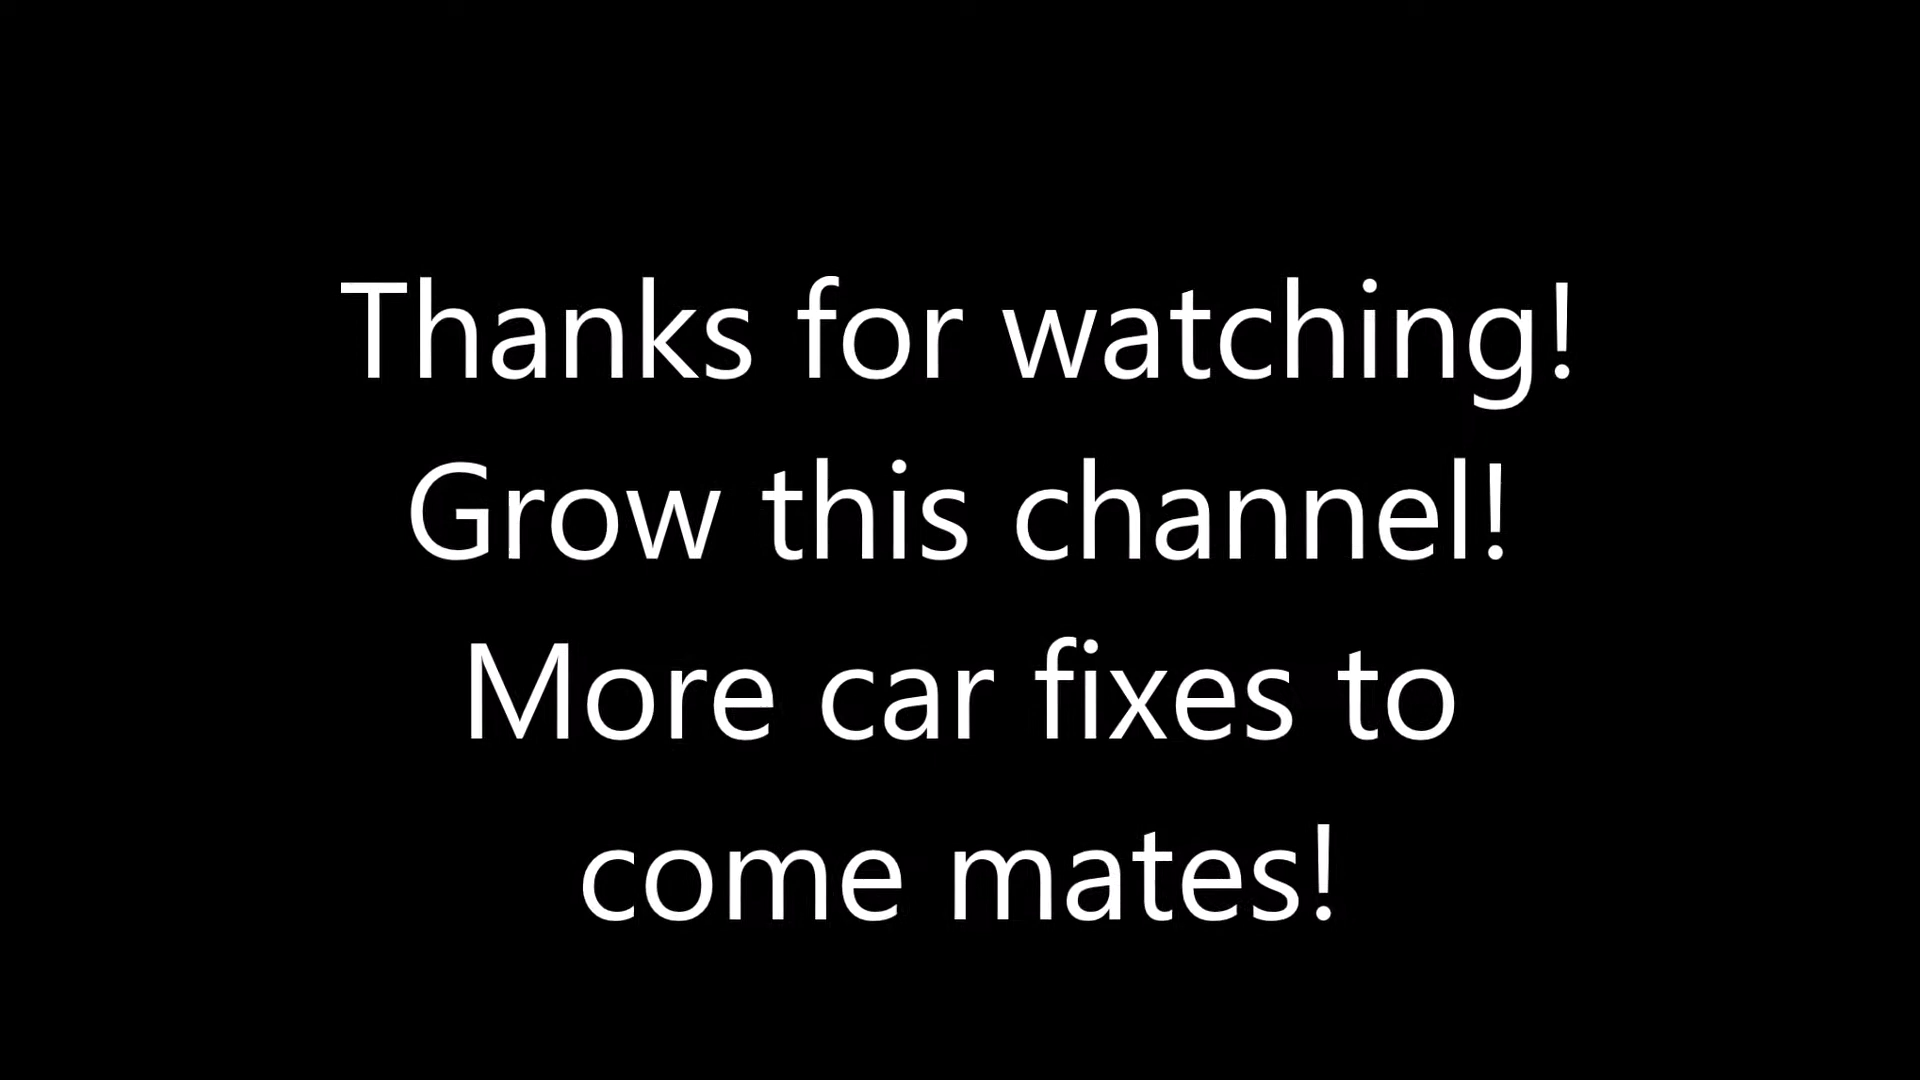 Thanks for watching!
Grow this channel!
More car fixes to
come mates!